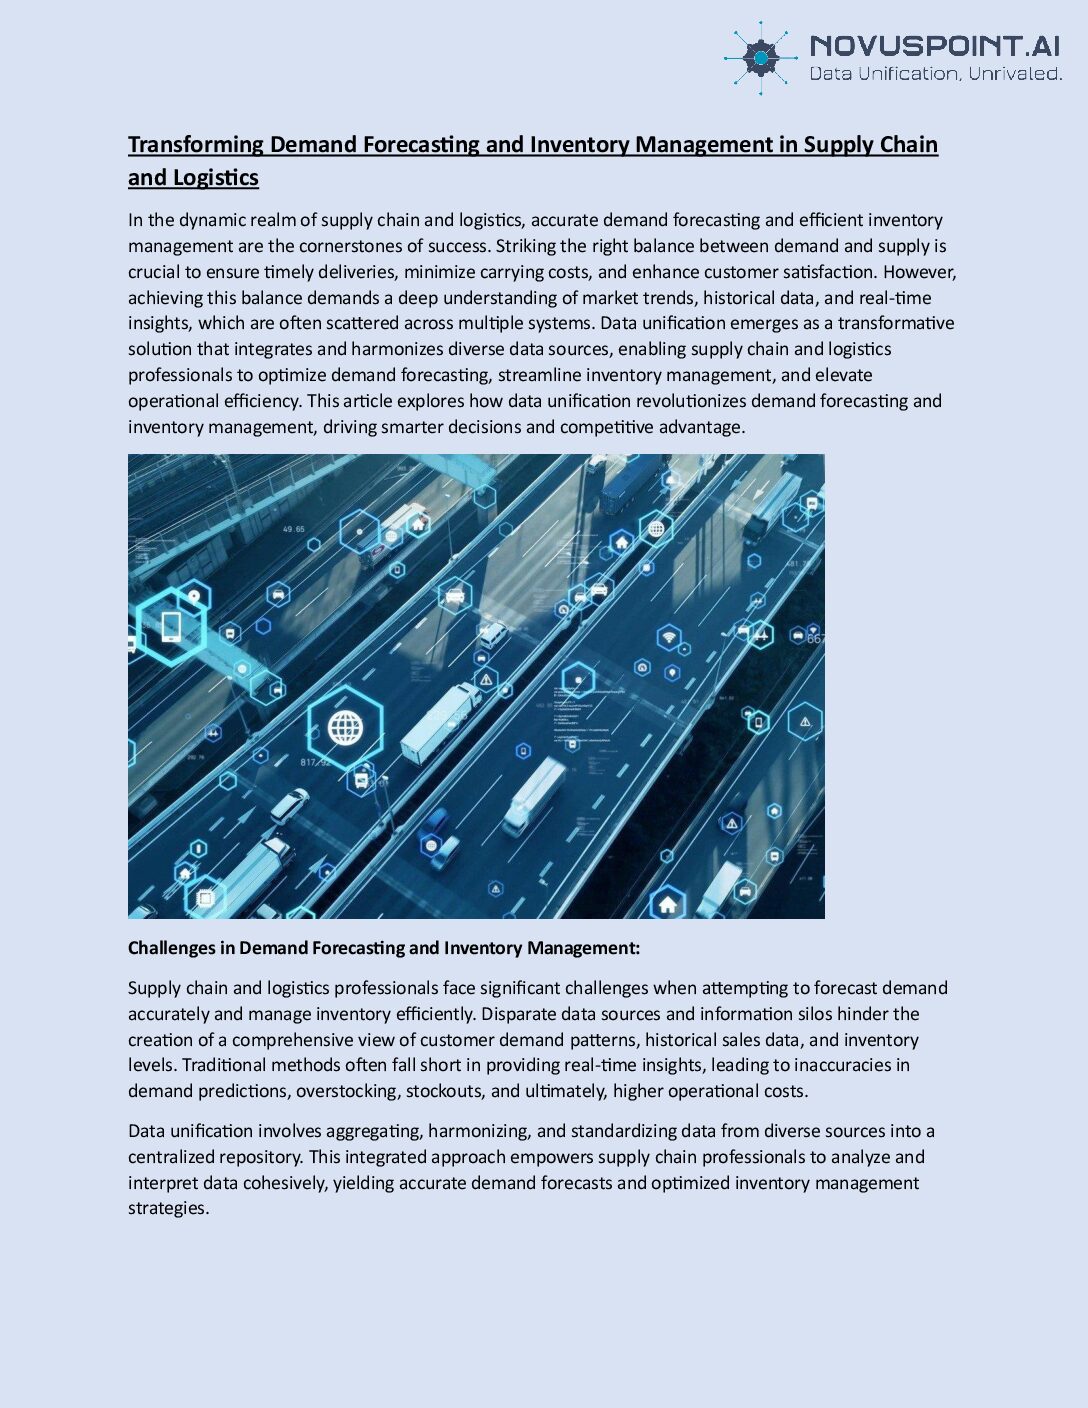 NOVUSPOINT.AI
Data Unification, Unrivaled.
Transforming Demand Forecasting and Inventory Management in Supply Chain
and Logistics
In the dynamic realm of supply chain and logistics, accurate demand forecasting and efficient inventory
management are the cornerstones of success. Striking the right balance between demand and supply is
crucial to ensure timely deliveries, minimize carrying costs, and enhance customer satisfaction. However,
achieving this balance demands a deep understanding of market trends, historical data, and real-time
insights, which are often scattered across multiple systems. Data unification emerges as a transformative
solution that integrates and harmonizes diverse data sources, enabling supply chain and logistics
professionals to optimize demand forecasting, streamline inventory management, and elevate
operational efficiency. This article explores how data unification revolutionizes demand forecasting and
inventory management, driving smarter decisions and competitive advantage.
49.65
817/92
667
Challenges in Demand Forecasting and Inventory Management:
Supply chain and logistics professionals face significant challenges when attempting to forecast demand
accurately and manage inventory efficiently. Disparate data sources and information silos hinder the
creation of a comprehensive view of customer demand patterns, historical sales data, and inventory
levels. Traditional methods often fall short in providing real-time insights, leading to inaccuracies in
demand predictions, overstocking, stockouts, and ultimately, higher operational costs.
Data unification involves aggregating, harmonizing, and standardizing data from diverse sources into a
centralized repository. This integrated approach empowers supply chain professionals to analyze and
interpret data cohesively, yielding accurate demand forecasts and optimized inventory management
strategies.